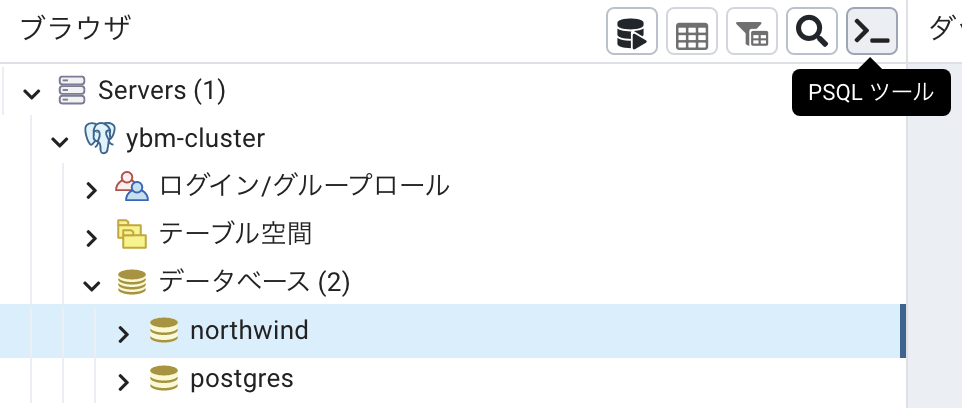 ブラウザ
PSQL ツール
Servers (1)
ybm-cluster
ログイン/グループロール
テーブル空間
データベース (2)
northwind
postgres